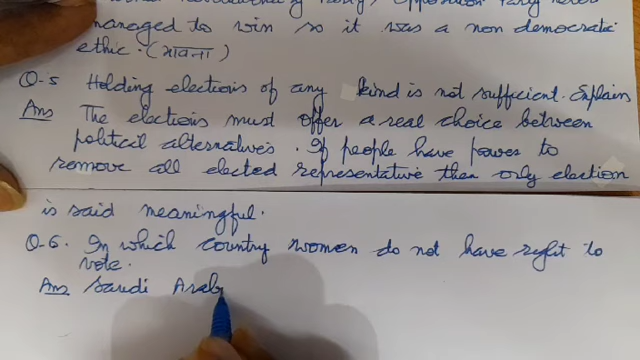 managed to win so it was a non democratic
ethic. (भावना)
Q-5 Holding elections of any kind is not sufficient. Explain
Ans The elections must offer a real choice between
political alternative's. If people have power to
remove all elected representative then only election
is said meaningful.
Q-6. In which country women do not have right to
vote.
Ans Saudi Arab